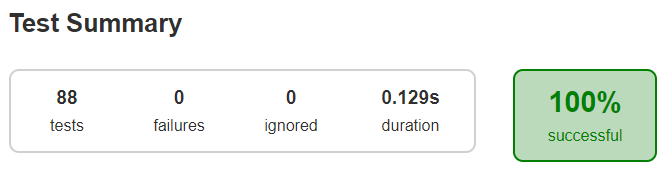 Test Summary
88 0 0 0.129s 100%
tests failures ignored duration successful